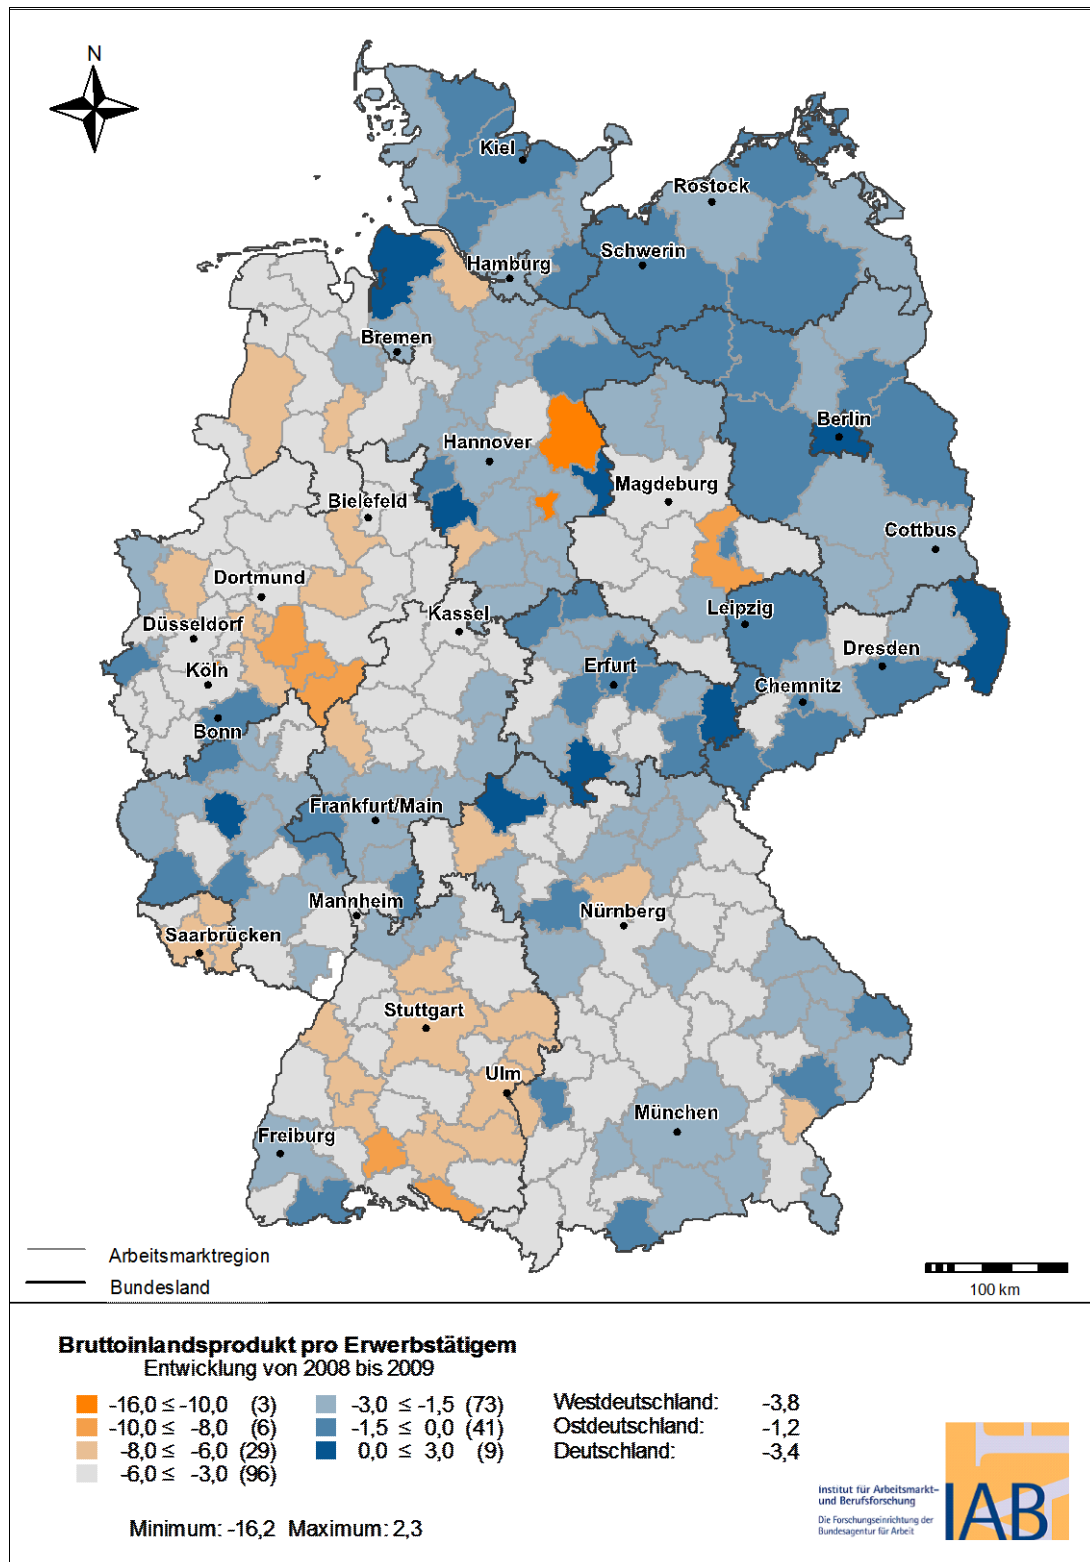 N
Kiel
Rostock
Schwerin
Hamburg
Bremen
Berlin
Hannover
Magdeburg
Bielefeld
Cottbus
Dortmund
Kassel
Leipzig
Düsseldorf
Dresden
Köln
Erfurt
Chemnitz
Bonn
Frankfurt/Main
Mannheim
Nürnberg
Saarbrücken
Stuttgart
Ulm
München
Freiburg
Arbeitsmarktregion
Bundesland
100 km
Bruttoinlandsprodukt pro Erwerbstätigem
Entwicklung von 2008 bis 2009
-16,0 ≤ -10,0 (3)
-10,0 ≤ -8,0 (6)
-8,0 ≤ -6,0 (29)
-6,0 ≤ -3,0 (96)
-3,0 ≤ -1,5 (73)
-1,5 ≤ 0,0 (41)
0,0 ≤ 3,0 (9)
Westdeutschland: -3,8
Ostdeutschland: -1,2
Deutschland: -3,4
Minimum: -16,2 Maximum: 2,3
Institut für Arbeitsmarkt-
und Berufsforschung
Die Forschungseinrichtung der
Bundesagentur für Arbeit
IAB